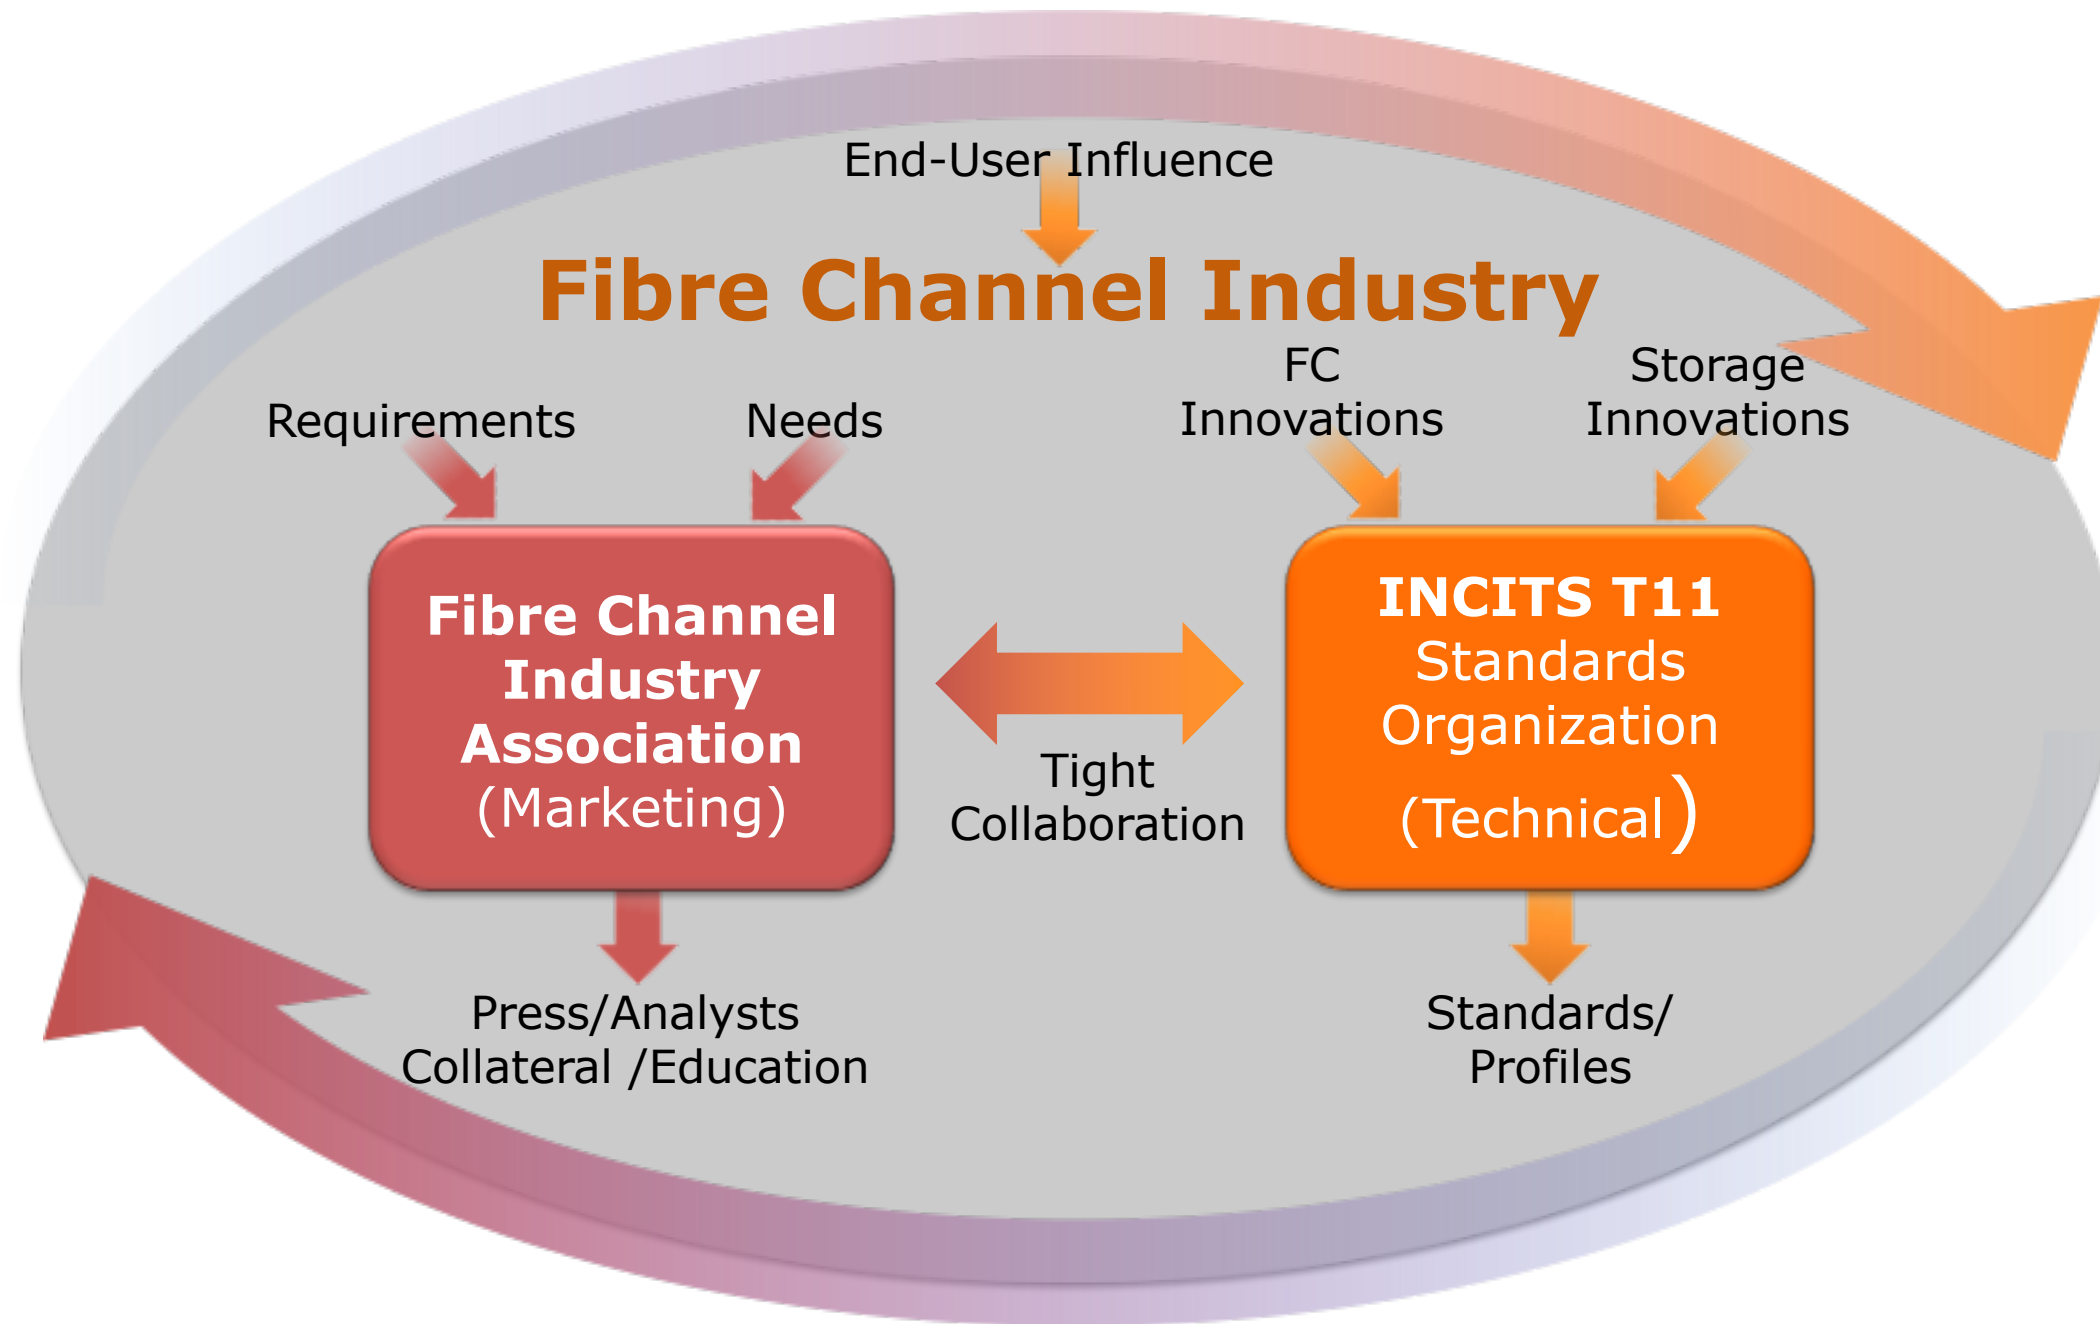 End-User Influence
Fibre Channel Industry
Requirements
Needs
FC
Innovations
Storage
Innovations
Fibre Channel
Industry
Association
(Marketing)
Tight
Collaboration
INCITS T11
Standards
Organization
(Technical)
Press/Analysts
Collateral /Education
Standards/
Profiles